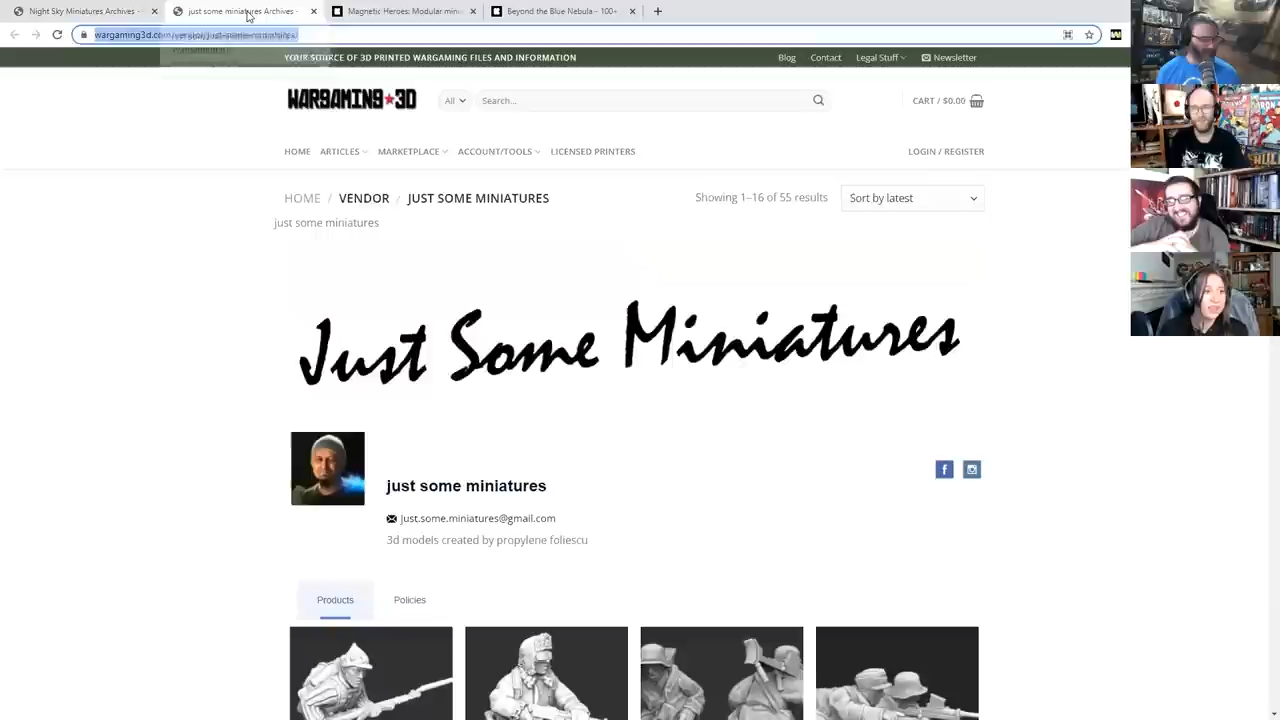 Night Sky Miniatures Archives -
just some miniatures Archives -
Magnetic Heroes: Modular mini
Beyond the Blue Nebula - 100+
YOUR SOURCE OF 3D PRINTED WARGAMING FILES AND INFORMATION
Blog
Contact
Legal Stuff
Newsletter
WARGAMING 3D
All
Search...
CART / $0.00
HOME
ARTICLES
MARKETPLACE
ACCOUNT/TOOLS
LICENSED PRINTERS
LOGIN / REGISTER
HOME / VENDOR / JUST SOME MINIATURES
Showing 1–16 of 55 results
Sort by latest
just some miniatures
Just Some Miniatures
just some miniatures
just.some.miniatures@gmail.com
3d models created by propylene foliescu
Products
Policies